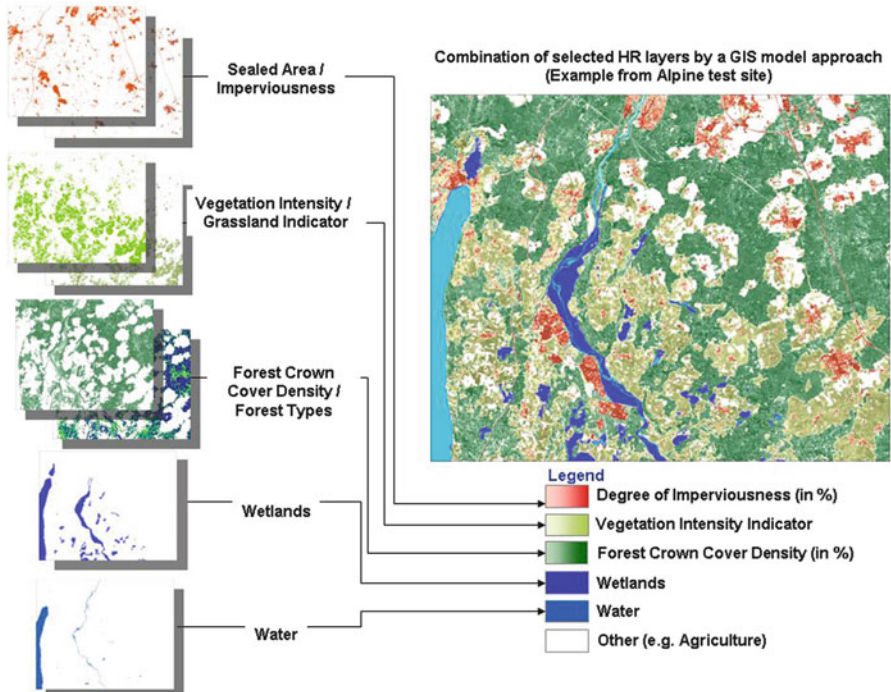 Combination of selected HR layers by a GIS model approach
(Example from Alpine test site)
Sealed Area /
Imperviousness
Vegetation Intensity /
Grassland Indicator
Forest Crown
Cover Density /
Forest Types
Wetlands
Water
Legend
Degree of Imperviousness (in %)
Vegetation Intensity Indicator
Forest Crown Cover Density (in %)
Wetlands
Water
Other (e.g. Agriculture)